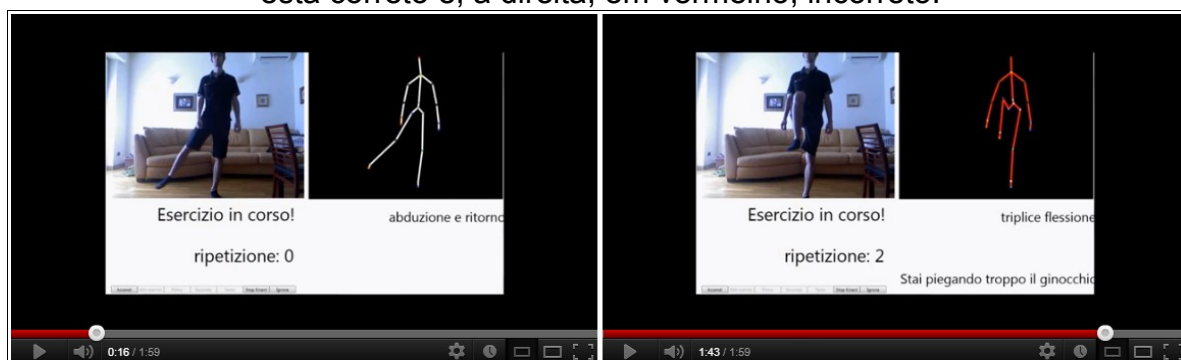 está correto e, à direita, em vermelho, incorreto.
Esercizio in corso!
abduzione e ritorno
ripetizione: 0
0:16 / 1:59
Esercizio in corso!
triplice flessione
ripetizione: 2
Stai piegando troppo il ginocchio
1:43 / 1:59